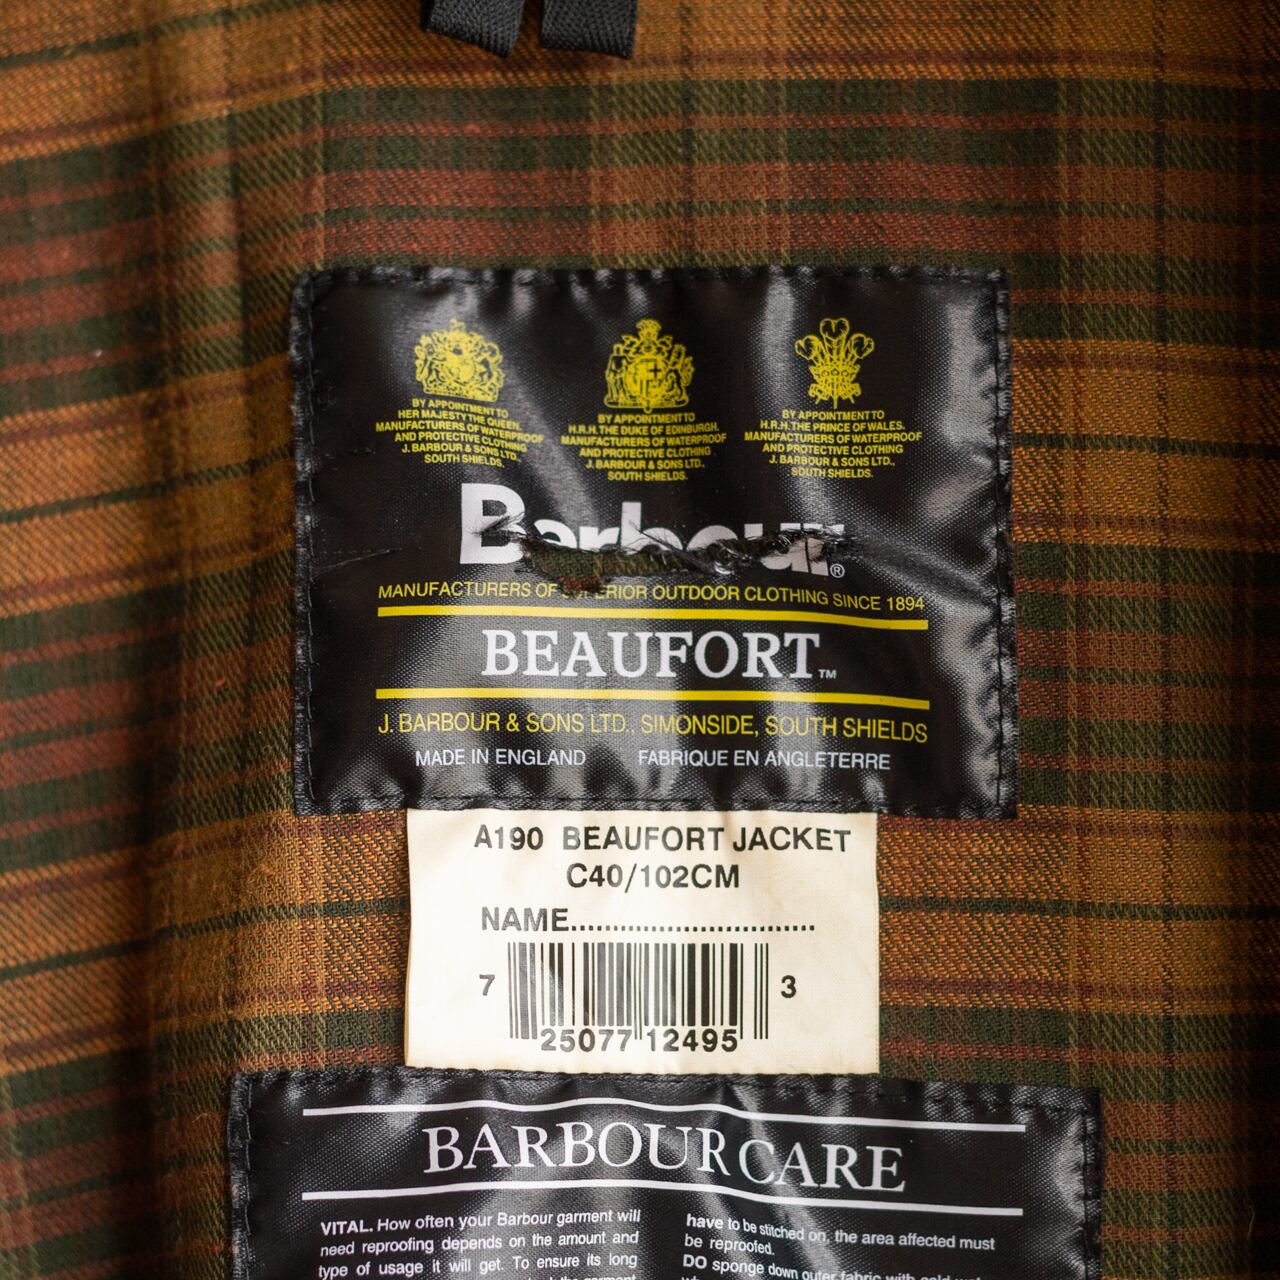 BY APPOINTMENT TO
HER MAJESTY THE QUEEN.
MANUFACTURERS OF WATERPROOF
AND PROTECTIVE CLOTHING
J. BARBOUR & SONS LTD.,
SOUTH SHIELDS.
BY APPOINTMENT TO
H.R.H. THE DUKE OF EDINBURGH.
MANUFACTURERS OF WATERPROOF
AND PROTECTIVE CLOTHING
J. BARBOUR & SONS LTD.,
SOUTH SHIELDS.
BY APPOINTMENT TO
H.R.H. THE PRINCE OF WALES.
MANUFACTURERS OF WATERPROOF
AND PROTECTIVE CLOTHING
J. BARBOUR & SONS LTD.,
SOUTH SHIELDS.
Barbour®
MANUFACTURERS OF SUPERIOR OUTDOOR CLOTHING SINCE 1894
BEAUFORT™
J. BARBOUR & SONS LTD., SIMONSIDE, SOUTH SHIELDS
MADE IN ENGLAND FABRIQUE EN ANGLETERRE
A190 BEAUFORT JACKET
C40/102CM
NAME..............................
7 25077 12495 3
BARBOUR CARE
VITAL. How often your Barbour garment will
need reproofing depends on the amount and
type of usage it will get. To ensure its long
garment
have to be stitched on, the area affected must
be reproofed.
DO sponge down outer fabric with cold